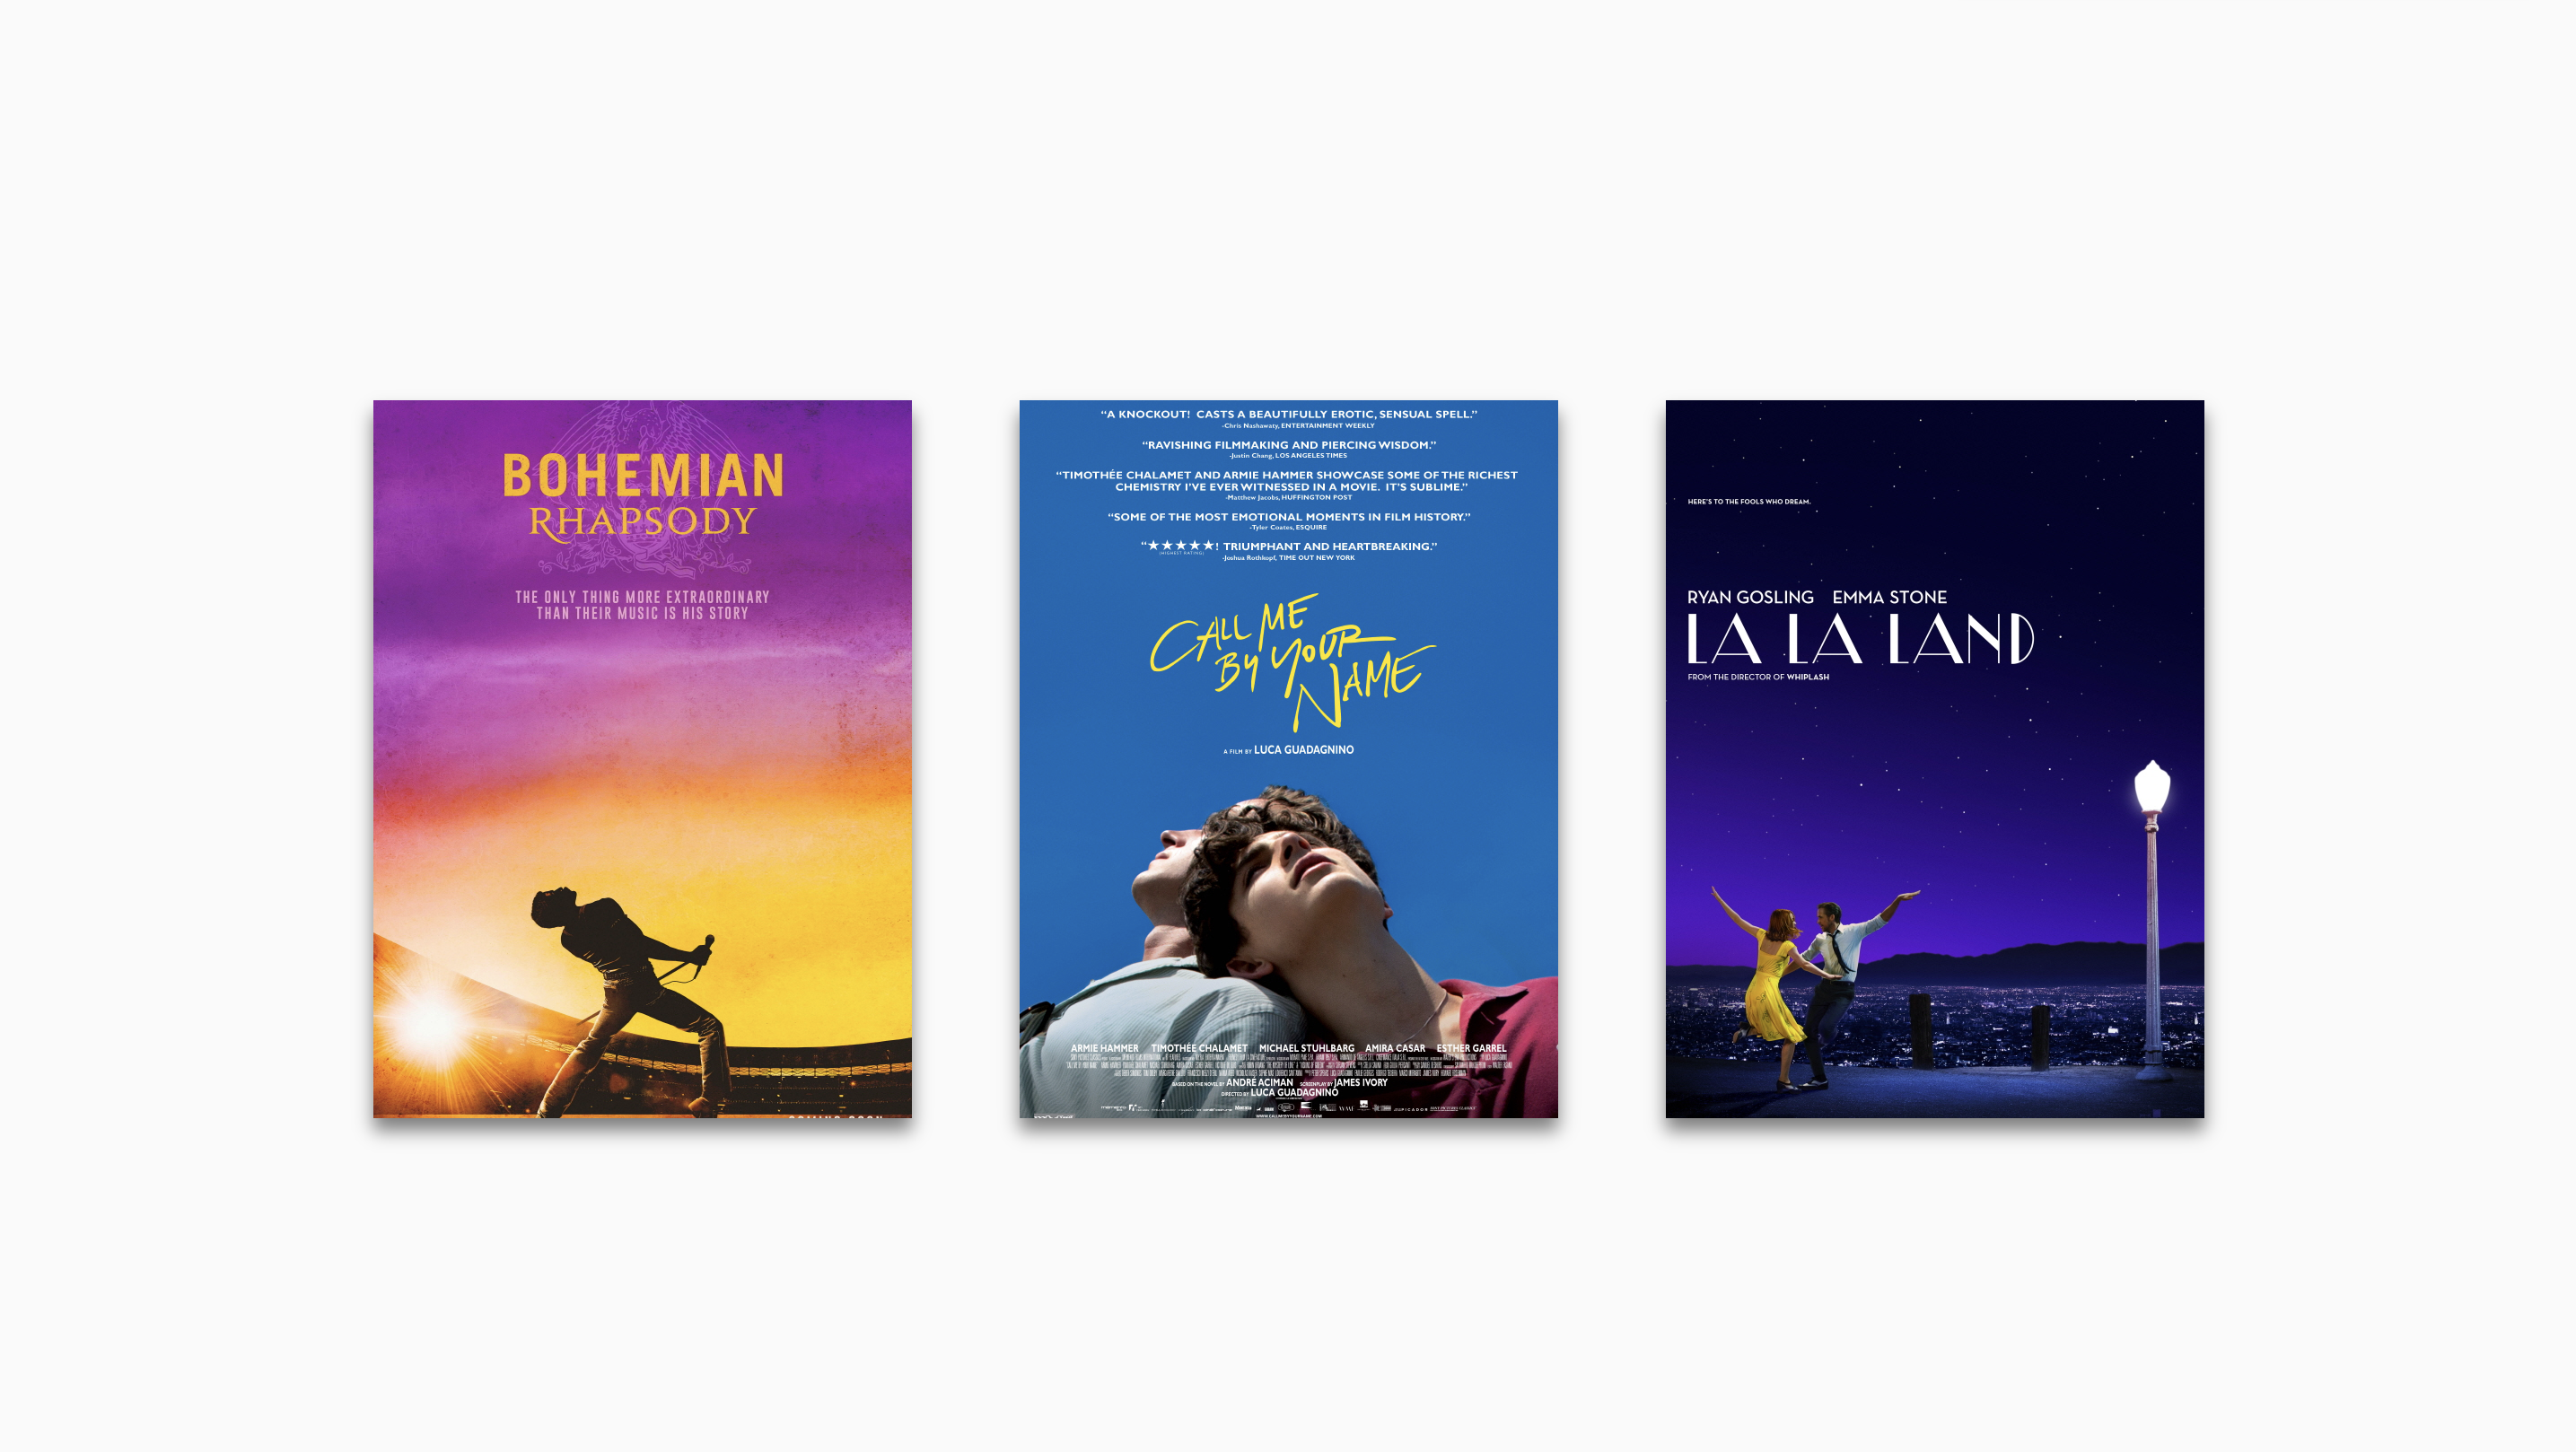 BOHEMIAN
RHAPSODY
THE ONLY THING MORE EXTRAORDINARY
THAN THEIR MUSIC IS HIS STORY
“A KNOCKOUT! CASTS A BEAUTIFULLY EROTIC, SENSUAL SPELL.”
-Chris Nashawaty, ENTERTAINMENT WEEKLY
“RAVISHING FILMMAKING AND PIERCING WISDOM.”
-Justin Chang, LOS ANGELES TIMES
“TIMOTHÉE CHALAMET AND ARMIE HAMMER SHOWCASE SOME OF THE RICHEST
CHEMISTRY I’VE EVER WITNESSED IN A MOVIE. IT’S SUBLIME.”
-Matthew Jacobs, HUFFINGTON POST
“SOME OF THE MOST EMOTIONAL MOMENTS IN FILM HISTORY.”
-Tyler Coates, ESQUIRE
“★★★★★! TRIUMPHANT AND HEARTBREAKING.”
(HIGHEST RATING)
-Joshua Rothkopf, TIME OUT NEW YORK
CALL ME
BY YOUR
NAME
A FILM BY LUCA GUADAGNINO
ARMIE HAMMER TIMOTHÉE CHALAMET MICHAEL STUHLBARG AMIRA CASAR ESTHER GARREL
BASED ON THE NOVEL BY ANDRÉ ACIMAN SCREENPLAY BY JAMES IVORY
DIRECTED BY LUCA GUADAGNINO
WWW.CALLMEBYYOURNAME.COM
HERE'S TO THE FOOLS WHO DREAM.
RYAN GOSLING EMMA STONE
LA LA LAND
FROM THE DIRECTOR OF WHIPLASH